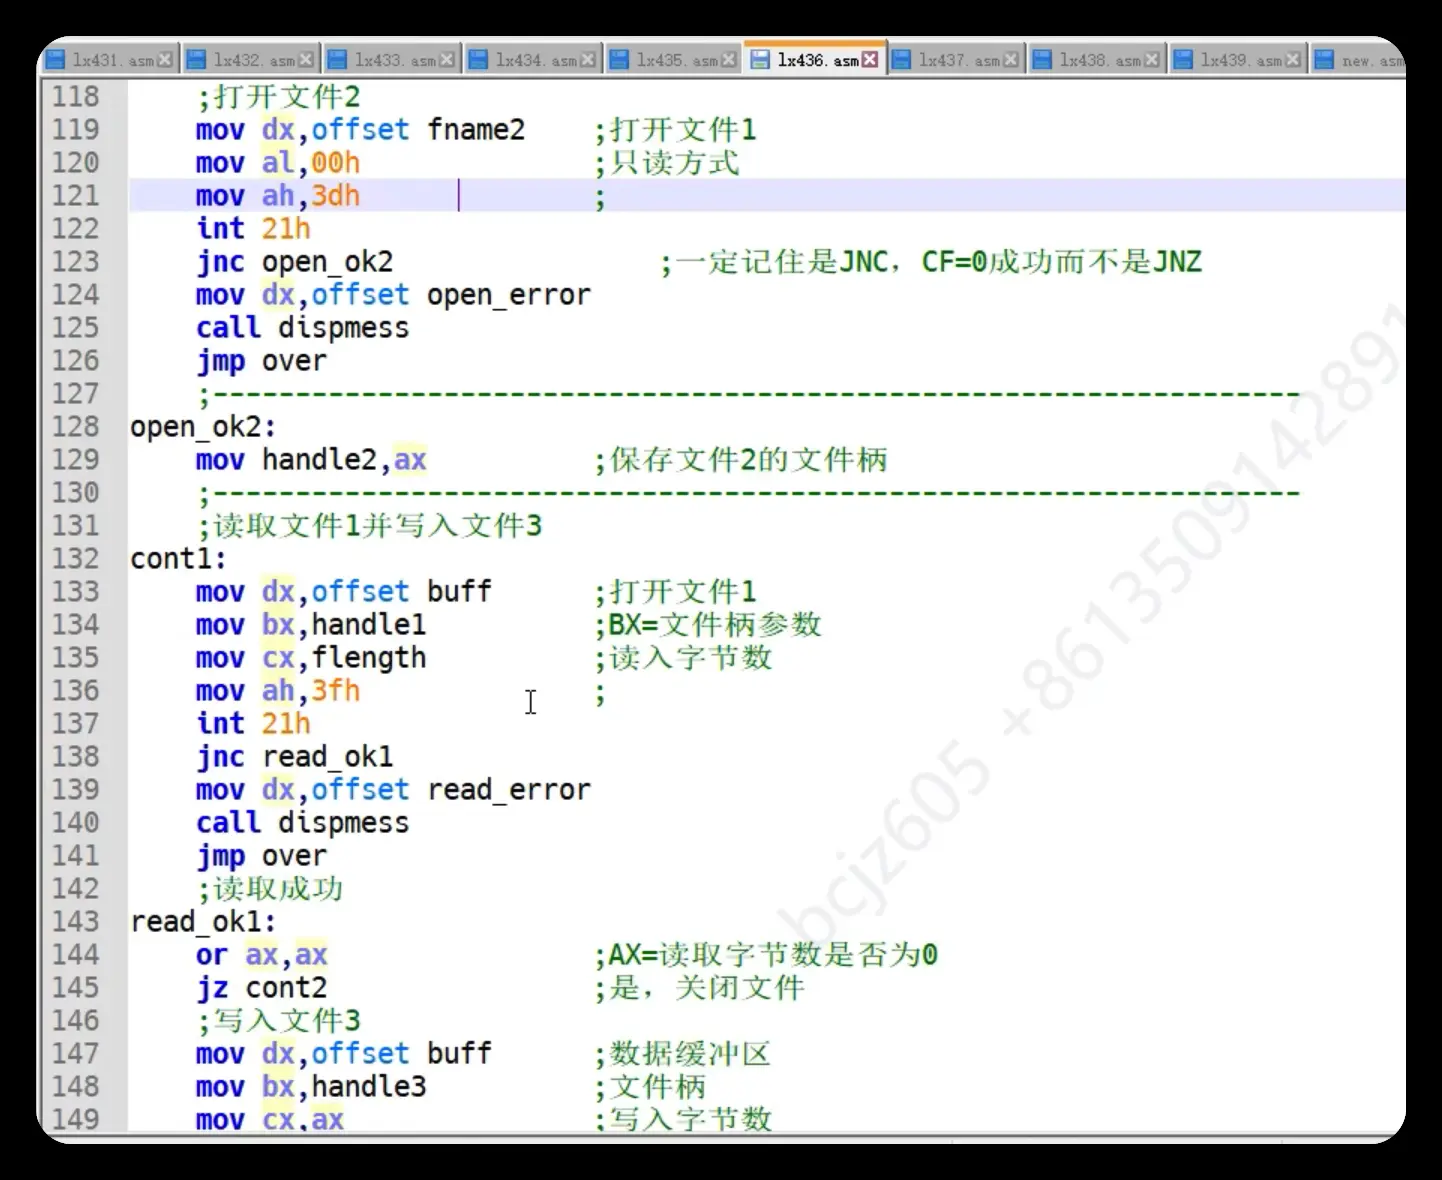 lx431.asm lx432.asm lx433.asm lx434.asm lx435.asm lx436.asm lx437.asm lx438.asm lx439.asm new.asm
118 ;打开文件2
119 mov dx,offset fname2 ;打开文件1
120 mov al,00h ;只读方式
121 mov ah,3dh ;
122 int 21h
123 jnc open_ok2 ;一定记住是JNC，CF=0成功而不是JNZ
124 mov dx,offset open_error
125 call dispmess
126 jmp over
127 ;------------------------------------------------------------------
128 open_ok2:
129 mov handle2,ax ;保存文件2的文件柄
130 ;------------------------------------------------------------------
131 ;读取文件1并写入文件3
132 cont1:
133 mov dx,offset buff ;打开文件1
134 mov bx,handle1 ;BX=文件柄参数
135 mov cx,flength ;读入字节数
136 mov ah,3fh ;
137 int 21h
138 jnc read_ok1
139 mov dx,offset read_error
140 call dispmess
141 jmp over
142 ;读取成功
143 read_ok1:
144 or ax,ax ;AX=读取字节数是否为0
145 jz cont2 ;是，关闭文件
146 ;写入文件3
147 mov dx,offset buff ;数据缓冲区
148 mov bx,handle3 ;文件柄
149 mov cx,ax ;写入字节数
bcjz605 +8613509142891